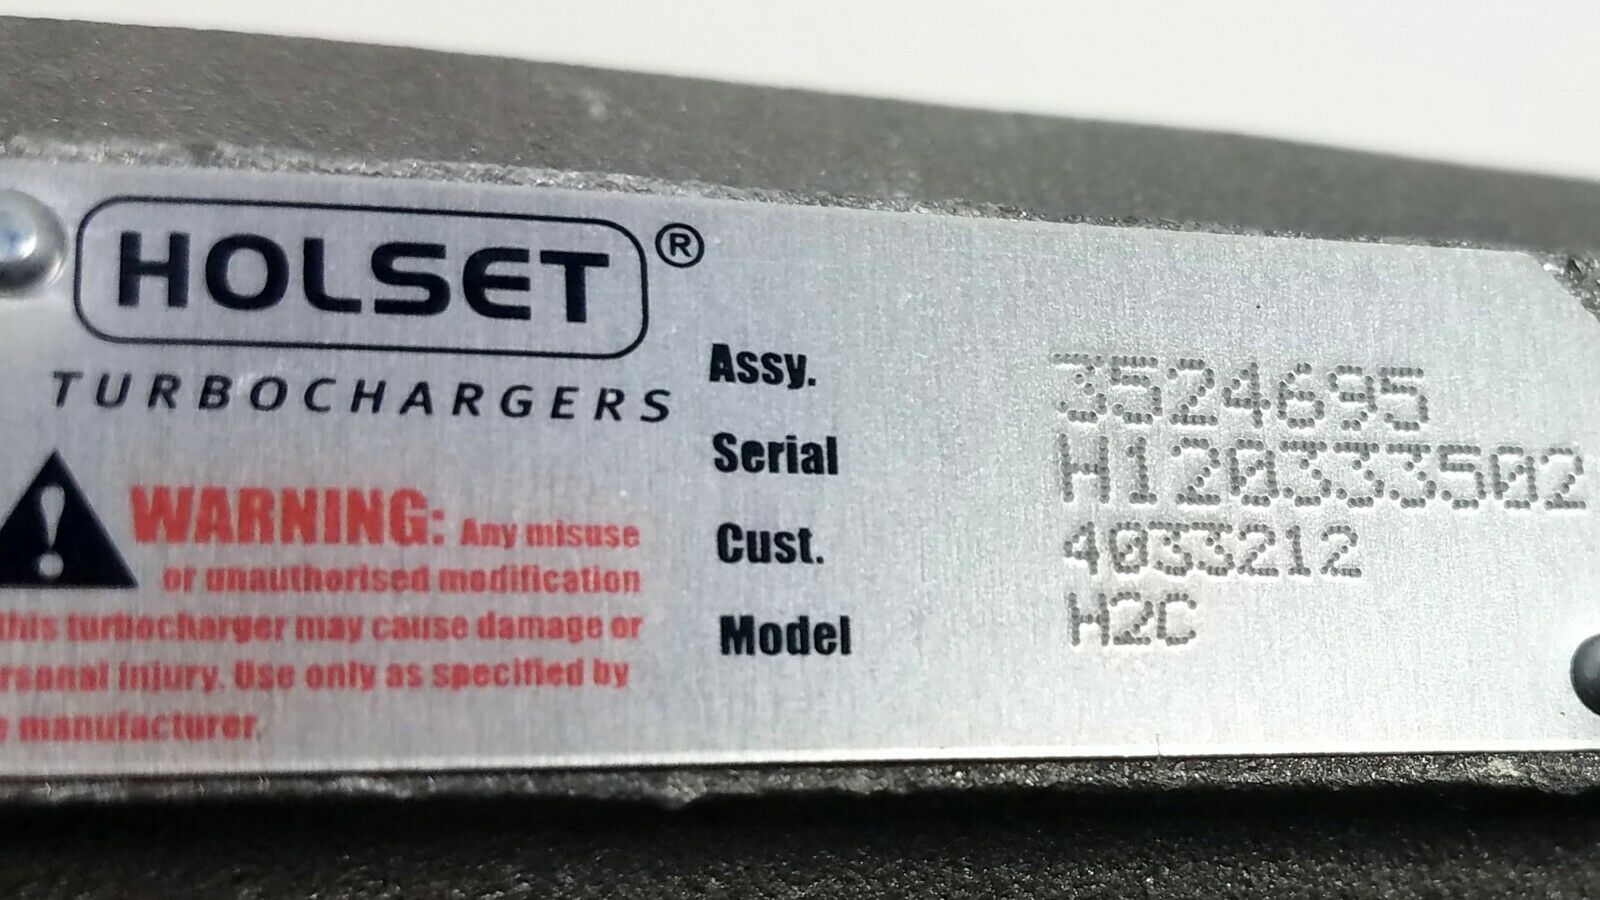 HOLSET ®
TURBOCHARGERS
WARNING: Any misuse
or unauthorised modification
this turbocharger may cause damage or
injury. Use only as specified by
manufacturer.
Assy. 3524695
Serial H120333502
Cust. 4033212
Model H2C